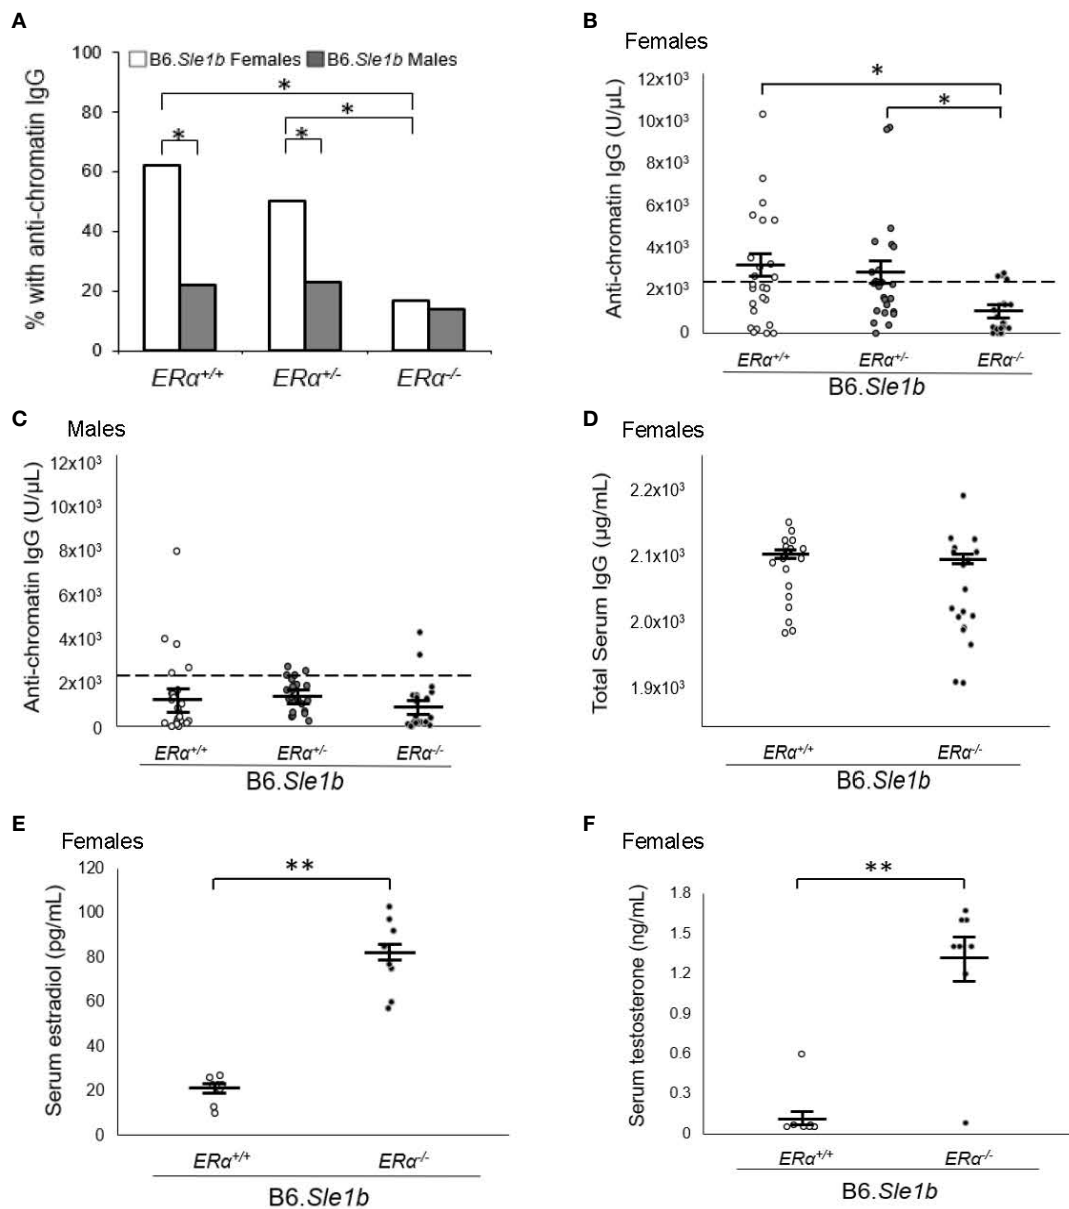 A
% with anti-chromatin IgG
100
80
60
40
20
0
B6.Sle1b Females
B6.Sle1b Males
*
*
*
*
ERα+/+
ERα+/-
ERα-/-
B
Females
Anti-chromatin IgG (U/µL)
12x10³
10x10³
8x10³
6x10³
4x10³
2x10³
0
*
*
ERα+/+
ERα+/-
ERα-/-
B6.Sle1b
C
Males
Anti-chromatin IgG (U/µL)
12x10³
10x10³
8x10³
6x10³
4x10³
2x10³
0
ERα+/+
ERα+/-
ERα-/-
B6.Sle1b
D
Females
Total Serum IgG (µg/mL)
2.2x10³
2.1x10³
2.0x10³
1.9x10³
ERα+/+
ERα-/-
B6.Sle1b
E
Females
Serum estradiol (pg/mL)
120
100
80
60
40
20
0
**
ERα+/+
ERα-/-
B6.Sle1b
F
Females
Serum testosterone (ng/mL)
1.8
1.5
1.2
0.9
0.6
0.3
0
**
ERα+/+
ERα-/-
B6.Sle1b